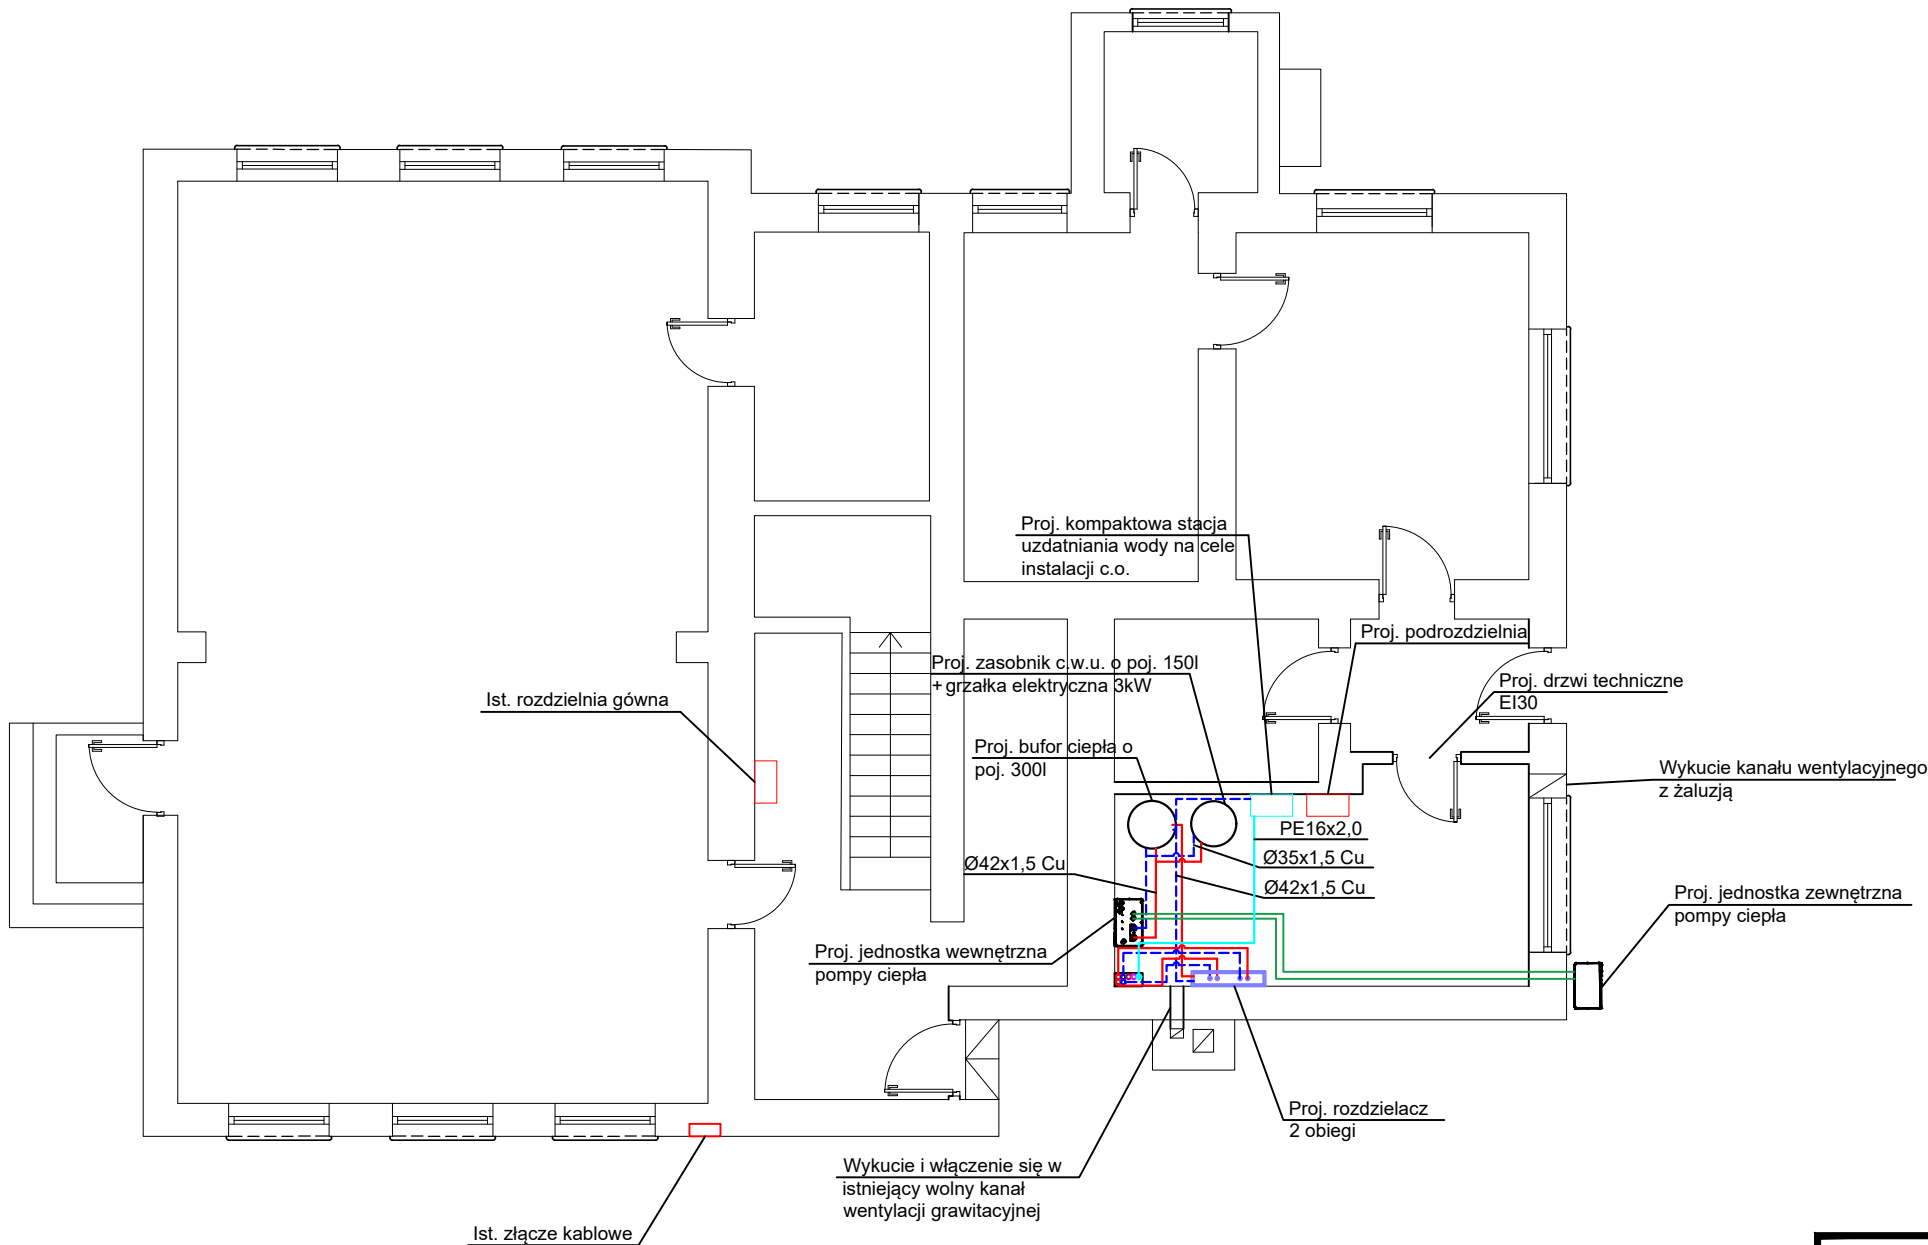 Proj. kompaktowa stacja
uzdatniania wody na cele
instalacji c.o.
Proj. podrozdzielnia
Proj. zasobnik c.w.u. o poj. 150l
+ grzałka elektryczna 3kW
Proj. drzwi techniczne
EI30
Ist. rozdzielnia gówna
Proj. bufor ciepła o
poj. 300l
Wykucie kanału wentylacyjnego
z żaluzją
PE16x2,0
Ø35x1,5 Cu
Ø42x1,5 Cu
Ø42x1,5 Cu
Proj. jednostka zewnętrzna
pompy ciepła
Proj. jednostka wewnętrzna
pompy ciepła
Proj. rozdzielacz
2 obiegi
Wykucie i włączenie się w
istniejący wolny kanał
wentylacji grawitacyjnej
Ist. złącze kablowe